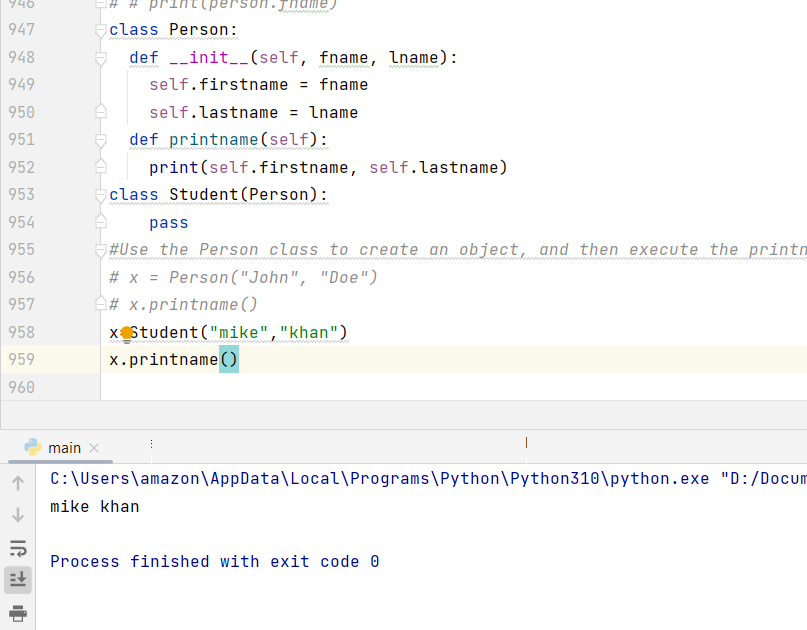 946 # # print(person.fname)
947 class Person:
948 def __init__(self, fname, lname):
949 self.firstname = fname
950 self.lastname = lname
951 def printname(self):
952 print(self.firstname, self.lastname)
953 class Student(Person):
954 pass
955 #Use the Person class to create an object, and then execute the printn
956 # x = Person("John", "Doe")
957 # x.printname()
958 x=Student("mike","khan")
959 x.printname()
960
main
C:\Users\amazon\AppData\Local\Programs\Python\Python310\python.exe "D:/Docum
mike khan
Process finished with exit code 0